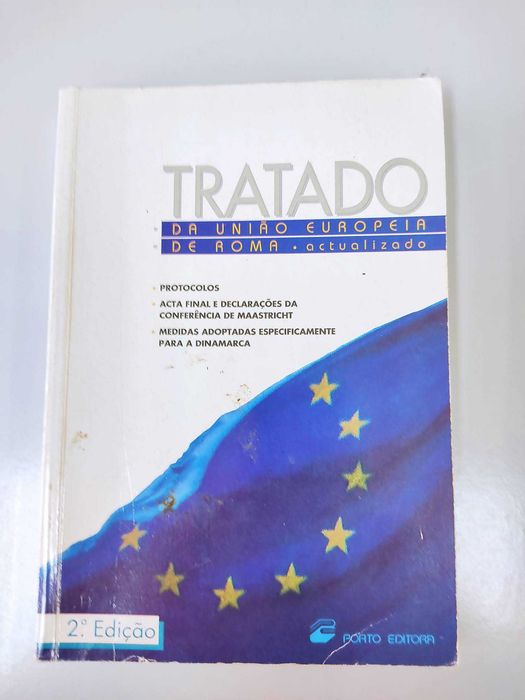 TRATADO
• DA UNIÃO EUROPEIA
• DE ROMA • actualizado
• PROTOCOLOS
• ACTA FINAL E DECLARAÇÕES DA
CONFERÊNCIA DE MAASTRICHT
• MEDIDAS ADOPTADAS ESPECIFICAMENTE
PARA A DINAMARCA
2.ª Edição
PORTO EDITORA